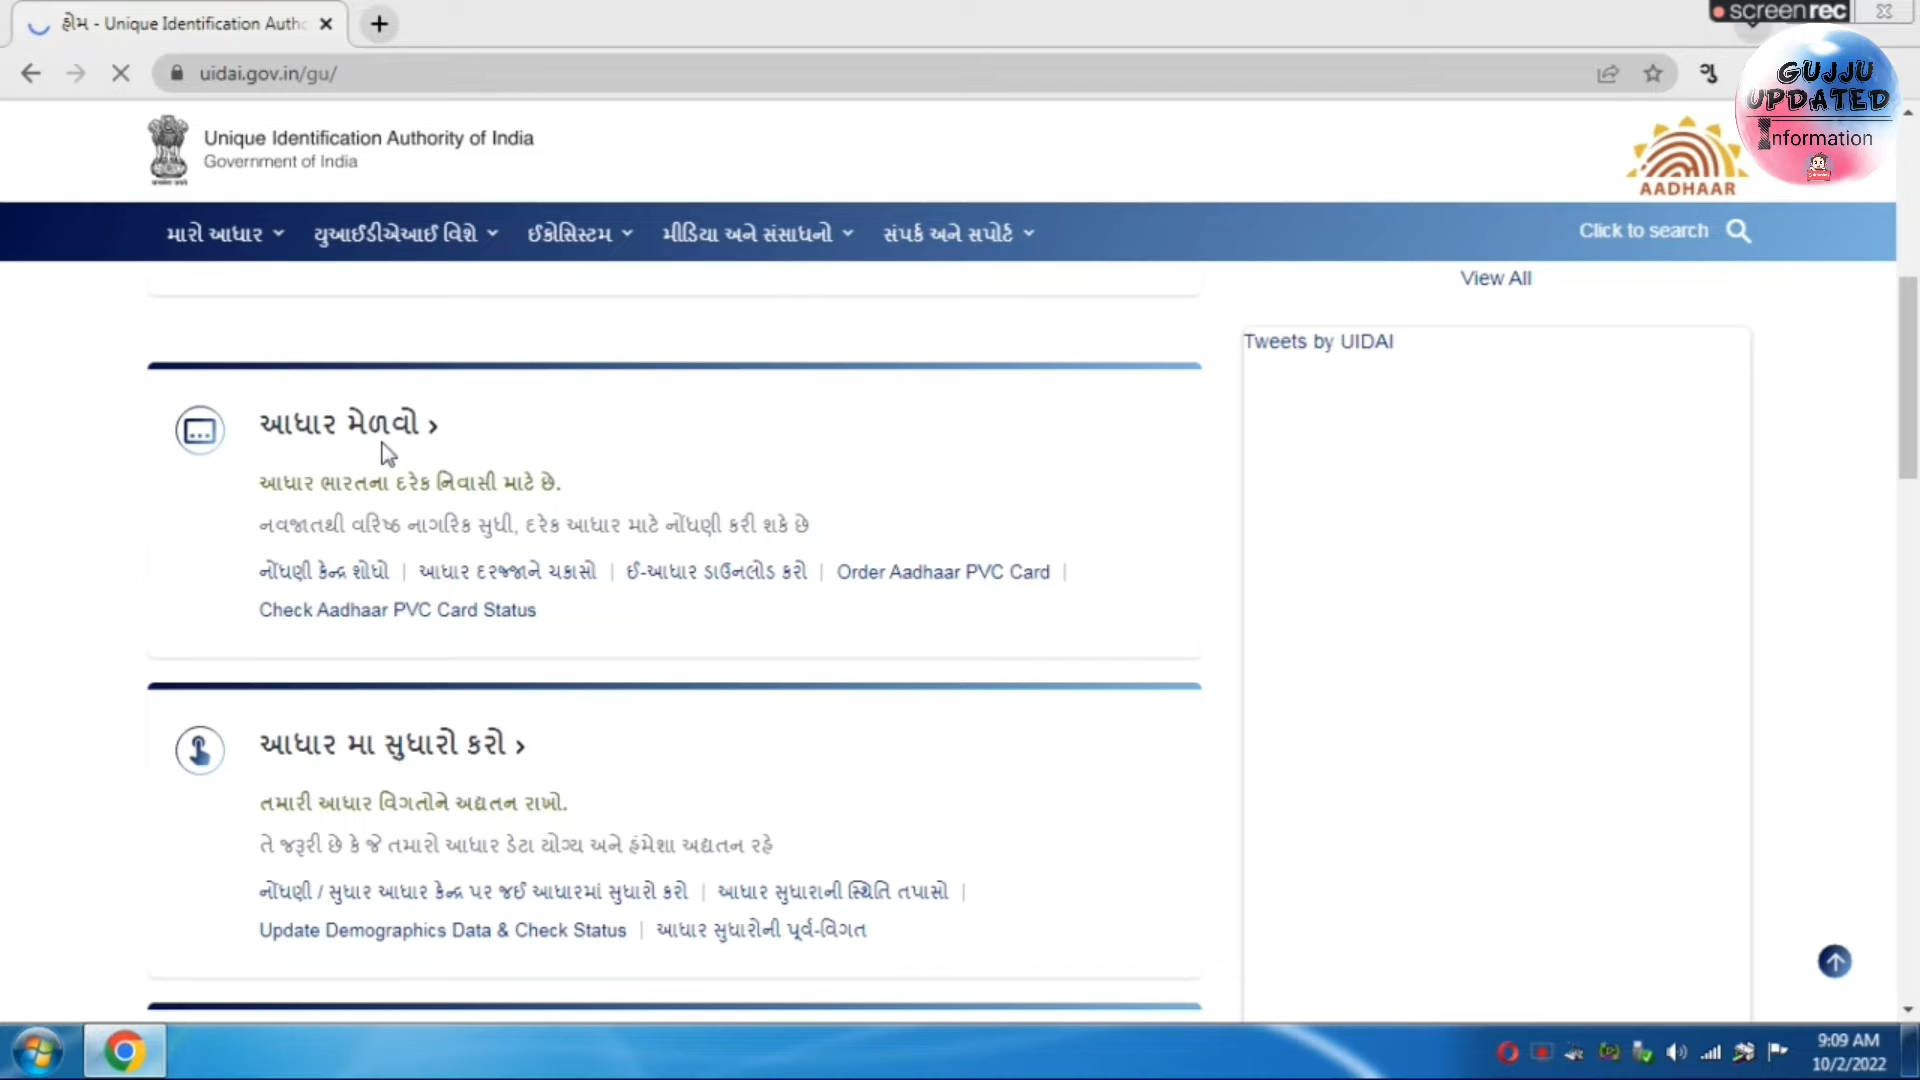 હોમ - Unique Identification Autho
screenrec
uidai.gov.in/gu/
ગુ
GUJJU
UPDATED
Information
Unique Identification Authority of India
Government of India
AADHAAR
મારો આધાર
યુઆઈડીએઆઈ વિશે
ઈકોસિસ્ટમ
મીડિયા અને સંસાધનો
સંપર્ક અને સપોર્ટ
Click to search
View All
Tweets by UIDAI
આધાર મેળવો ›
આધાર ભારતના દરેક નિવાસી માટે છે.
નવજાતથી વરિષ્ઠ નાગરિક સુધી, દરેક આધાર માટે નોંધણી કરી શકે છે
નોંધણી કેન્દ્ર શોધો | આધાર દરજ્જાને ચકાસો | ઈ-આધાર ડાઉનલોડ કરો | Order Aadhaar PVC Card |
Check Aadhaar PVC Card Status
આધાર મા સુધારો કરો ›
તમારી આધાર વિગતોને અદ્યતન રાખો.
તે જરૂરી છે કે જે તમારો આધાર ડેટા યોગ્ય અને હંમેશા અદ્યતન રહે
નોંધણી / સુધાર આધાર કેન્દ્ર પર જઈ આધારમાં સુધારો કરો | આધાર સુધારાની સ્થિતિ તપાસો |
Update Demographics Data & Check Status | આધાર સુધારોની પૂર્વ-વિગત
9:09 AM
10/2/2022